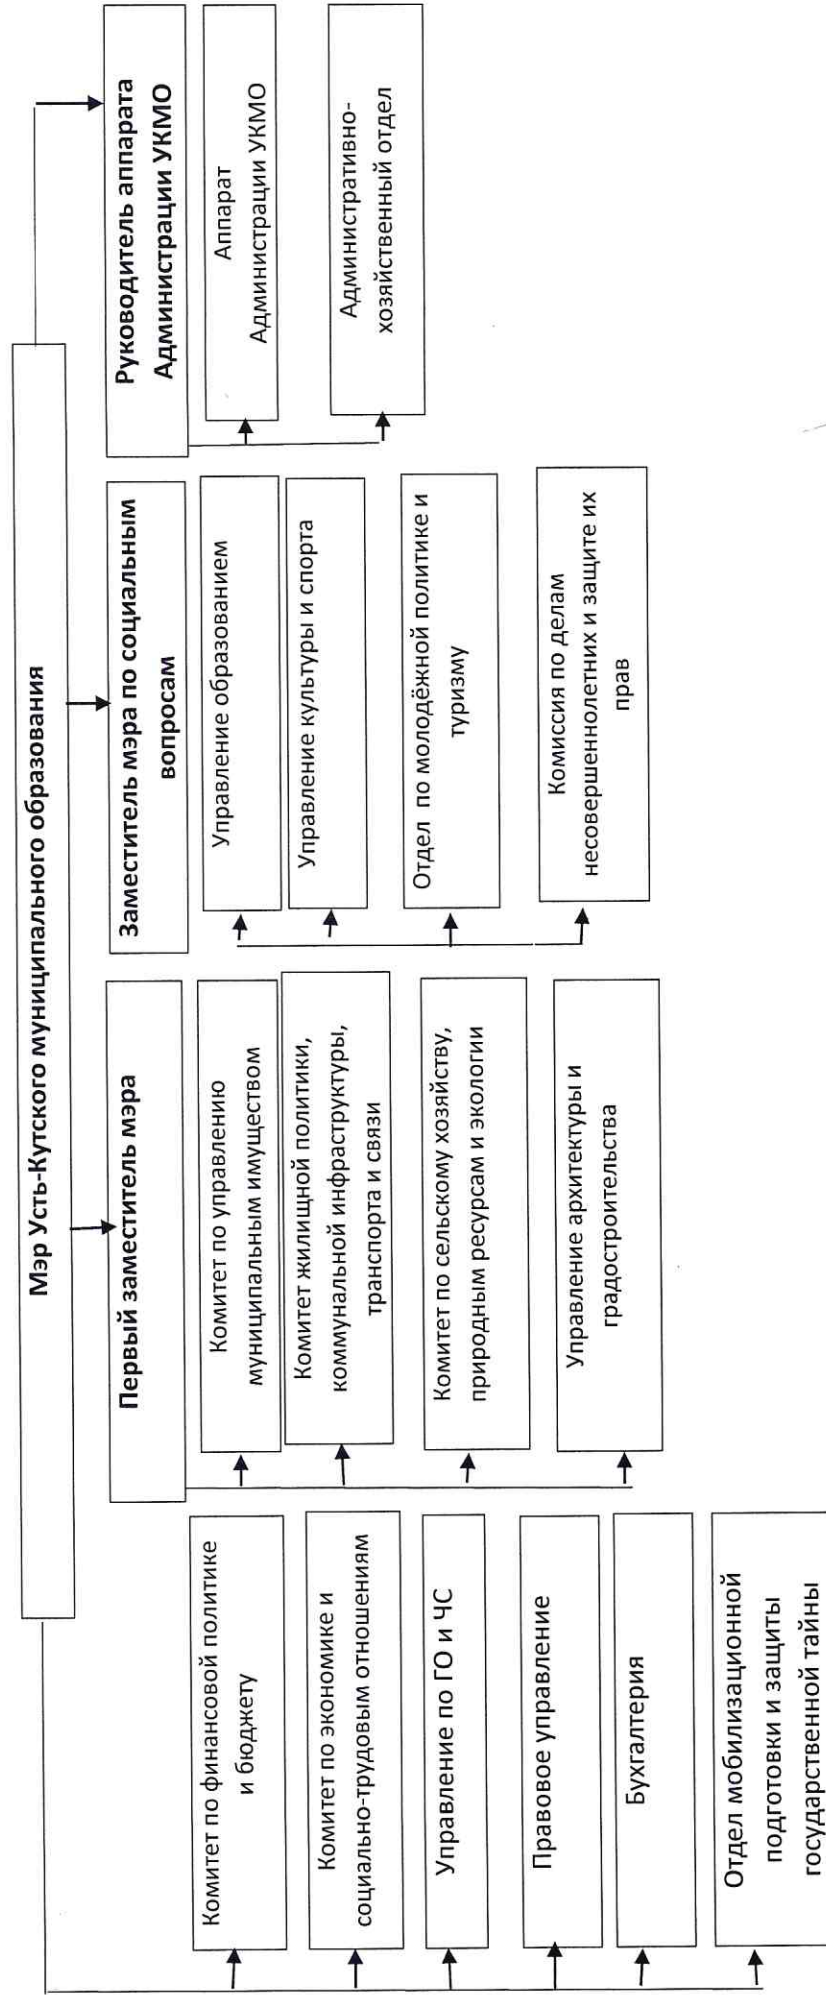 Мэр Усть-Кутского муниципального образования
Комитет по финансовой политике
и бюджету
Комитет по экономике и
социально-трудовым отношениям
Управление по ГО и ЧС
Правовое управление
Бухгалтерия
Отдел мобилизационной
подготовки и защиты
государственной тайны
Первый заместитель мэра
Комитет по управлению
муниципальным имуществом
Комитет жилищной политики,
коммунальной инфраструктуры,
транспорта и связи
Комитет по сельскому хозяйству,
природным ресурсам и экологии
Управление архитектуры и
градостроительства
Заместитель мэра по социальным
вопросам
Управление образованием
Управление культуры и спорта
Отдел по молодёжной политике и
туризму
Комиссия по делам
несовершеннолетних и защите их
прав
Руководитель аппарата
Администрации УКМО
Аппарат
Администрации УКМО
Административно-
хозяйственный отдел